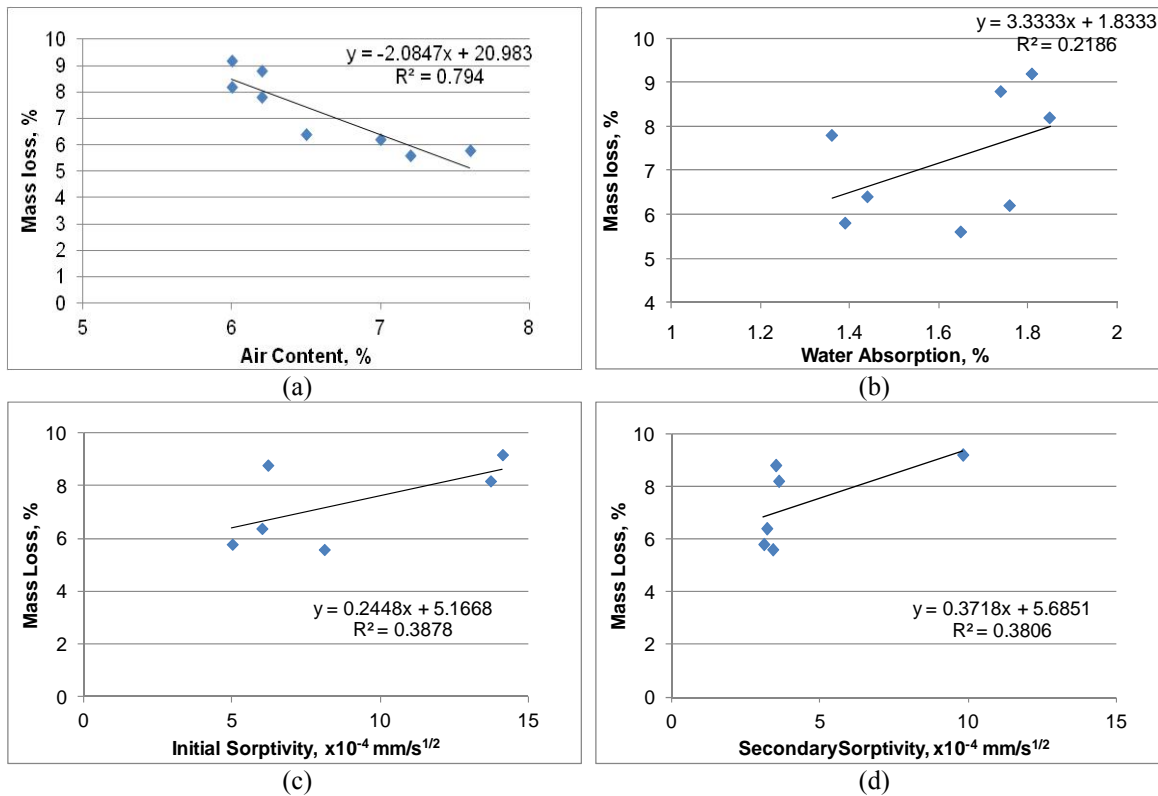 y = -2.0847x + 20.983
R² = 0.794
10
9
8
7
6
5
4
3
2
1
0
5
6
7
8
Mass loss, %
Air Content, %
(a)
y = 3.3333x + 1.8333
R² = 0.2186
10
9
8
7
6
5
4
1
1.2
1.4
1.6
1.8
2
Mass loss, %
Water Absorption, %
(b)
10
8
6
4
2
0
0
5
10
15
y = 0.2448x + 5.1668
R² = 0.3878
Mass Loss, %
Initial Sorptivity, x10⁻⁴ mm/s¹ᐟ²
(c)
10
8
6
4
2
0
0
5
10
15
y = 0.3718x + 5.6851
R² = 0.3806
Mass Loss, %
SecondarySorptivity, x10⁻⁴ mm/s¹ᐟ²
(d)